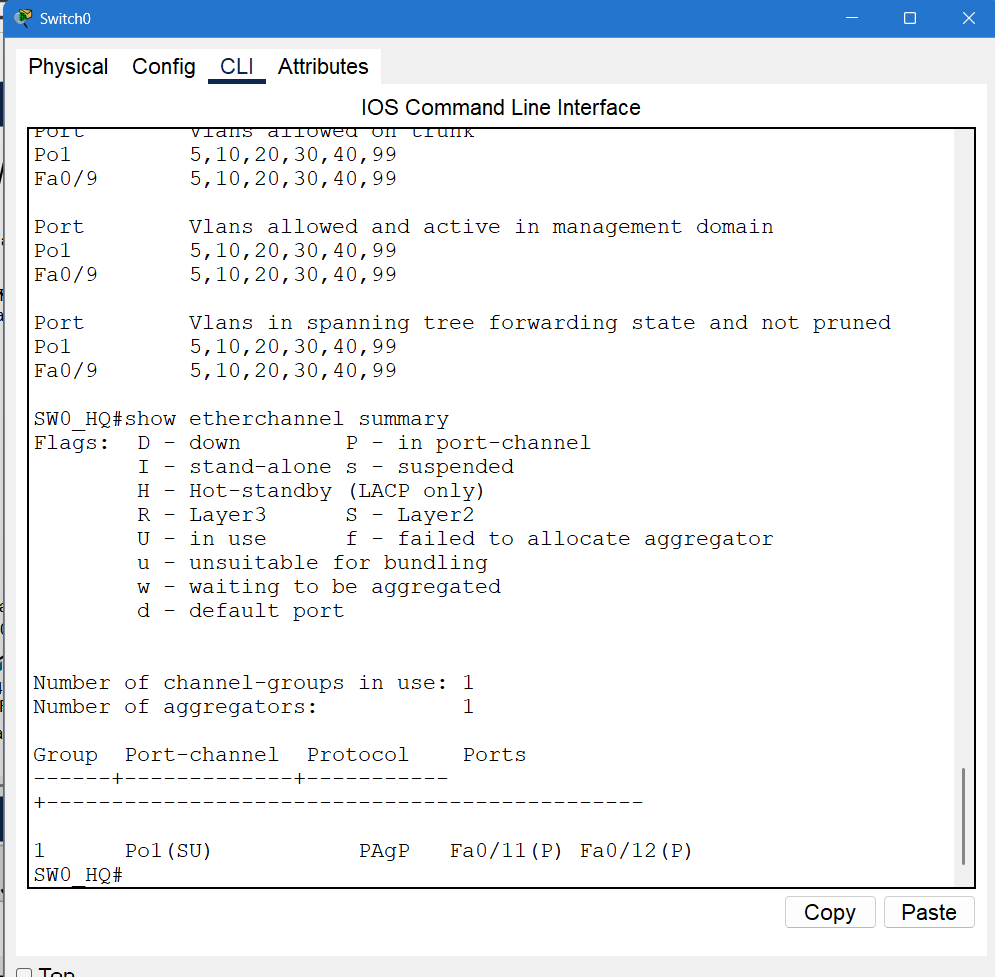 Switch0
Physical Config CLI Attributes
IOS Command Line Interface
Port        Vlans allowed on trunk
Po1         5,10,20,30,40,99
Fa0/9       5,10,20,30,40,99

Port        Vlans allowed and active in management domain
Po1         5,10,20,30,40,99
Fa0/9       5,10,20,30,40,99

Port        Vlans in spanning tree forwarding state and not pruned
Po1         5,10,20,30,40,99
Fa0/9       5,10,20,30,40,99

SW0_HQ#show etherchannel summary
Flags:  D - down        P - in port-channel
        I - stand-alone s - suspended
        H - Hot-standby (LACP only)
        R - Layer3      S - Layer2
        U - in use      f - failed to allocate aggregator
        u - unsuitable for bundling
        w - waiting to be aggregated
        d - default port

Number of channel-groups in use: 1
Number of aggregators:           1

Group  Port-channel  Protocol    Ports
------+-------------+-----------
+----------------------------------------------

1      Po1(SU)           PAgP   Fa0/11(P) Fa0/12(P)
SW0_HQ#
Copy Paste
Top